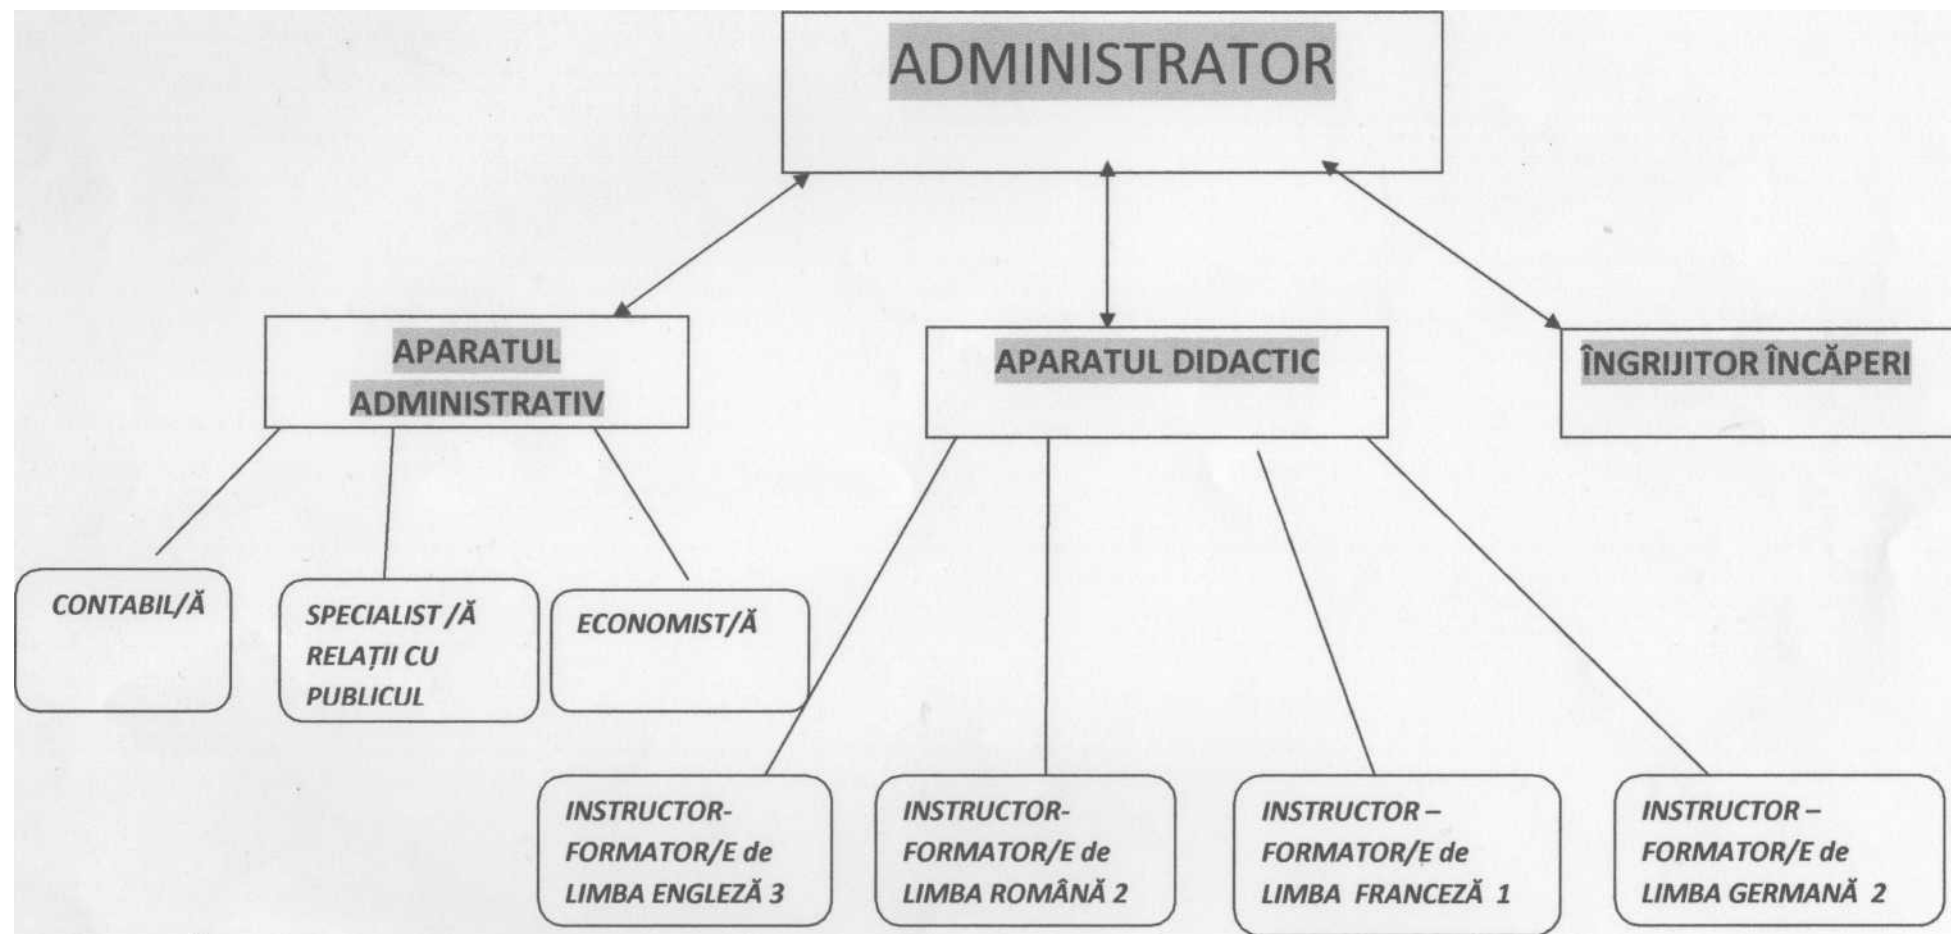 ADMINISTRATOR
APARATUL
ADMINISTRATIV
APARATUL DIDACTIC
ÎNGRIJITOR ÎNCĂPERI
CONTABIL/Ă
SPECIALIST /Ă
RELAȚII CU
PUBLICUL
ECONOMIST/Ă
INSTRUCTOR-
FORMATOR/E de
LIMBA ENGLEZĂ 3
INSTRUCTOR-
FORMATOR/E de
LIMBA ROMÂNĂ 2
INSTRUCTOR –
FORMATOR/E de
LIMBA FRANCEZĂ 1
INSTRUCTOR –
FORMATOR/E de
LIMBA GERMANĂ 2